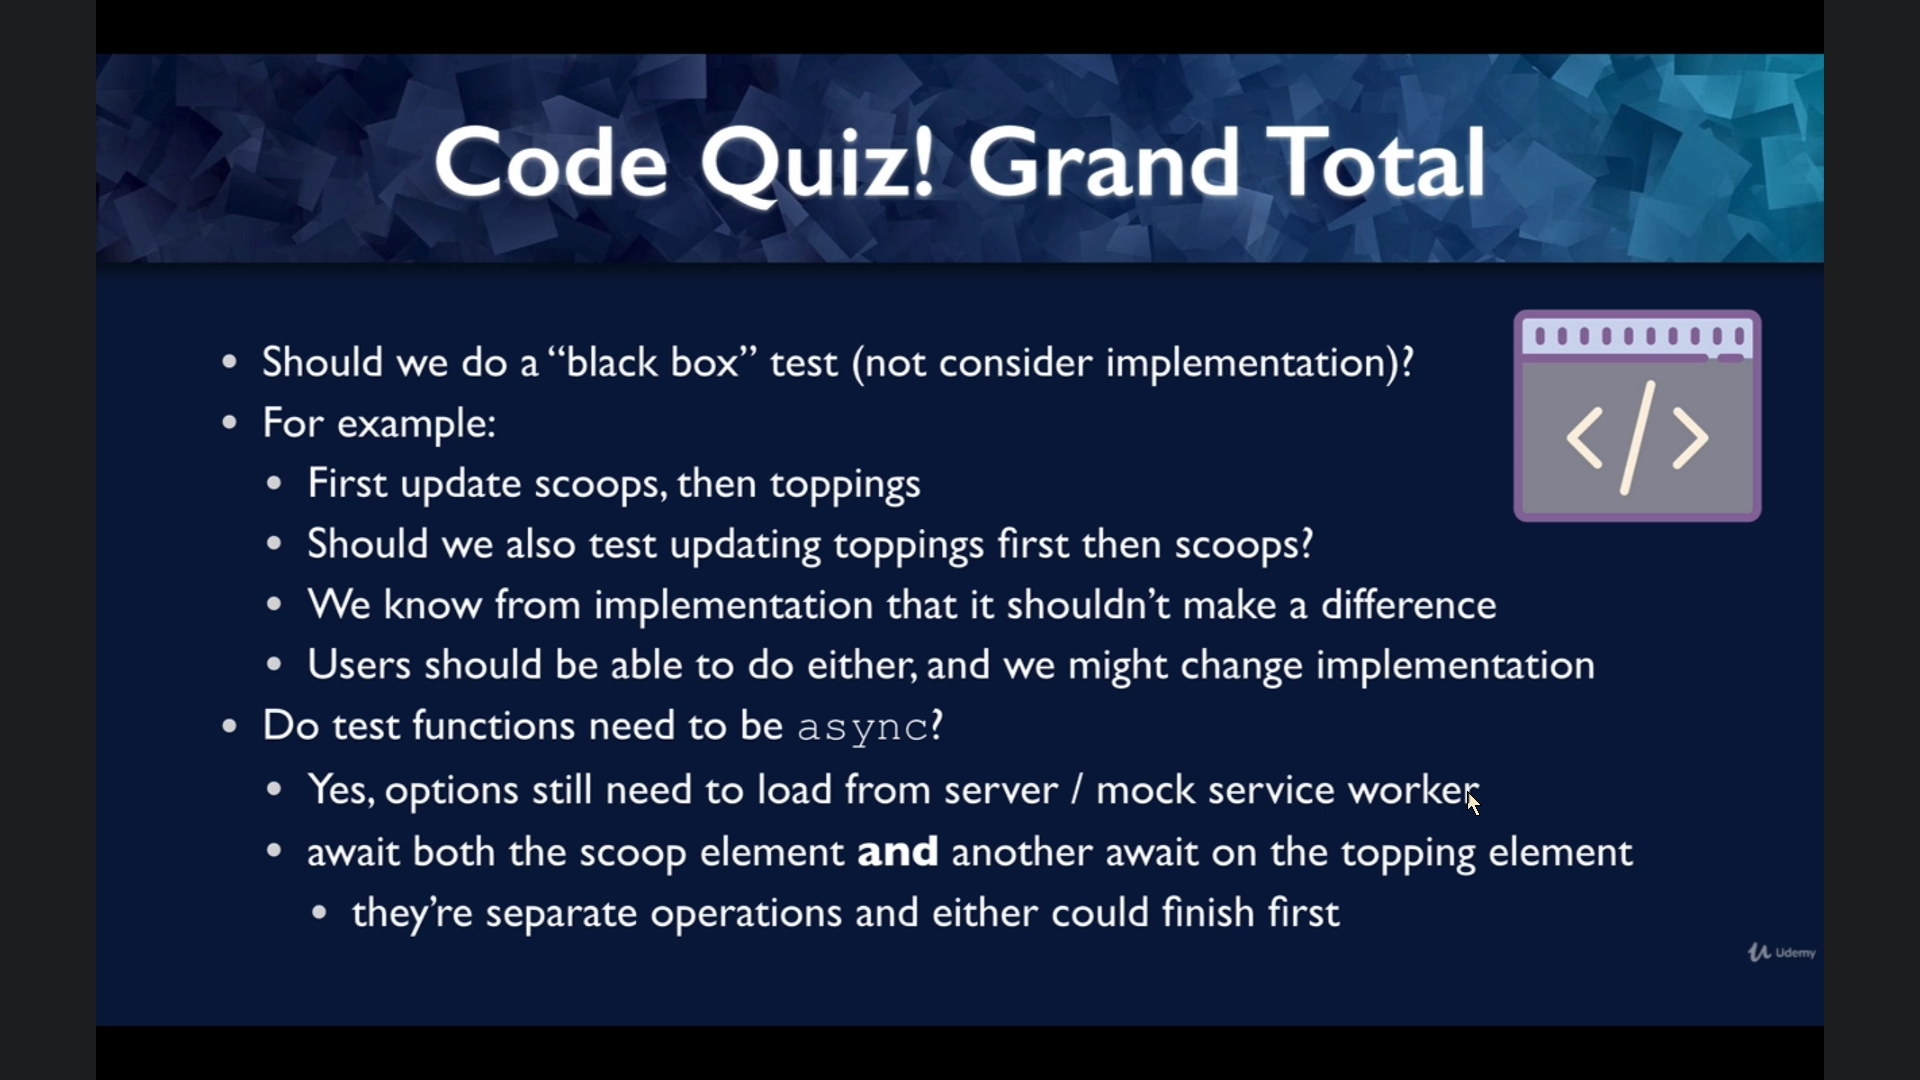 Code Quiz! Grand Total
• Should we do a “black box” test (not consider implementation)?
• For example:
• First update scoops, then toppings
• Should we also test updating toppings first then scoops?
• We know from implementation that it shouldn’t make a difference
• Users should be able to do either, and we might change implementation
• Do test functions need to be async?
• Yes, options still need to load from server / mock service worker
• await both the scoop element and another await on the topping element
• they’re separate operations and either could finish first
</>
Udemy